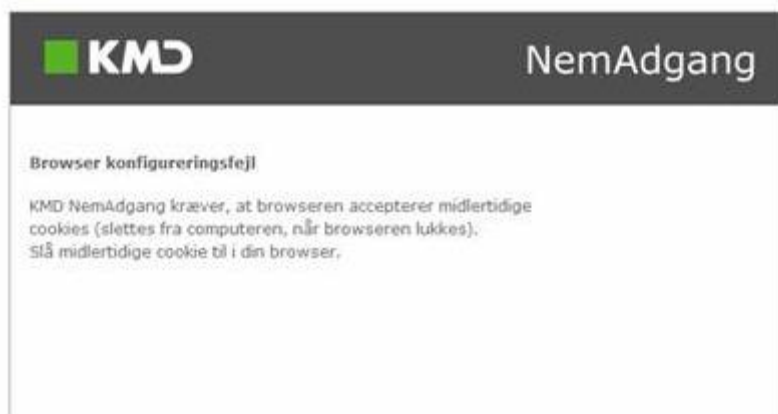 KMD
NemAdgang
Browser konfigureringsfejl
KMD NemAdgang kræver, at browseren accepterer midlertidige
cookies (slettes fra computeren, når browseren lukkes).
Slå midlertidige cookie til i din browser.